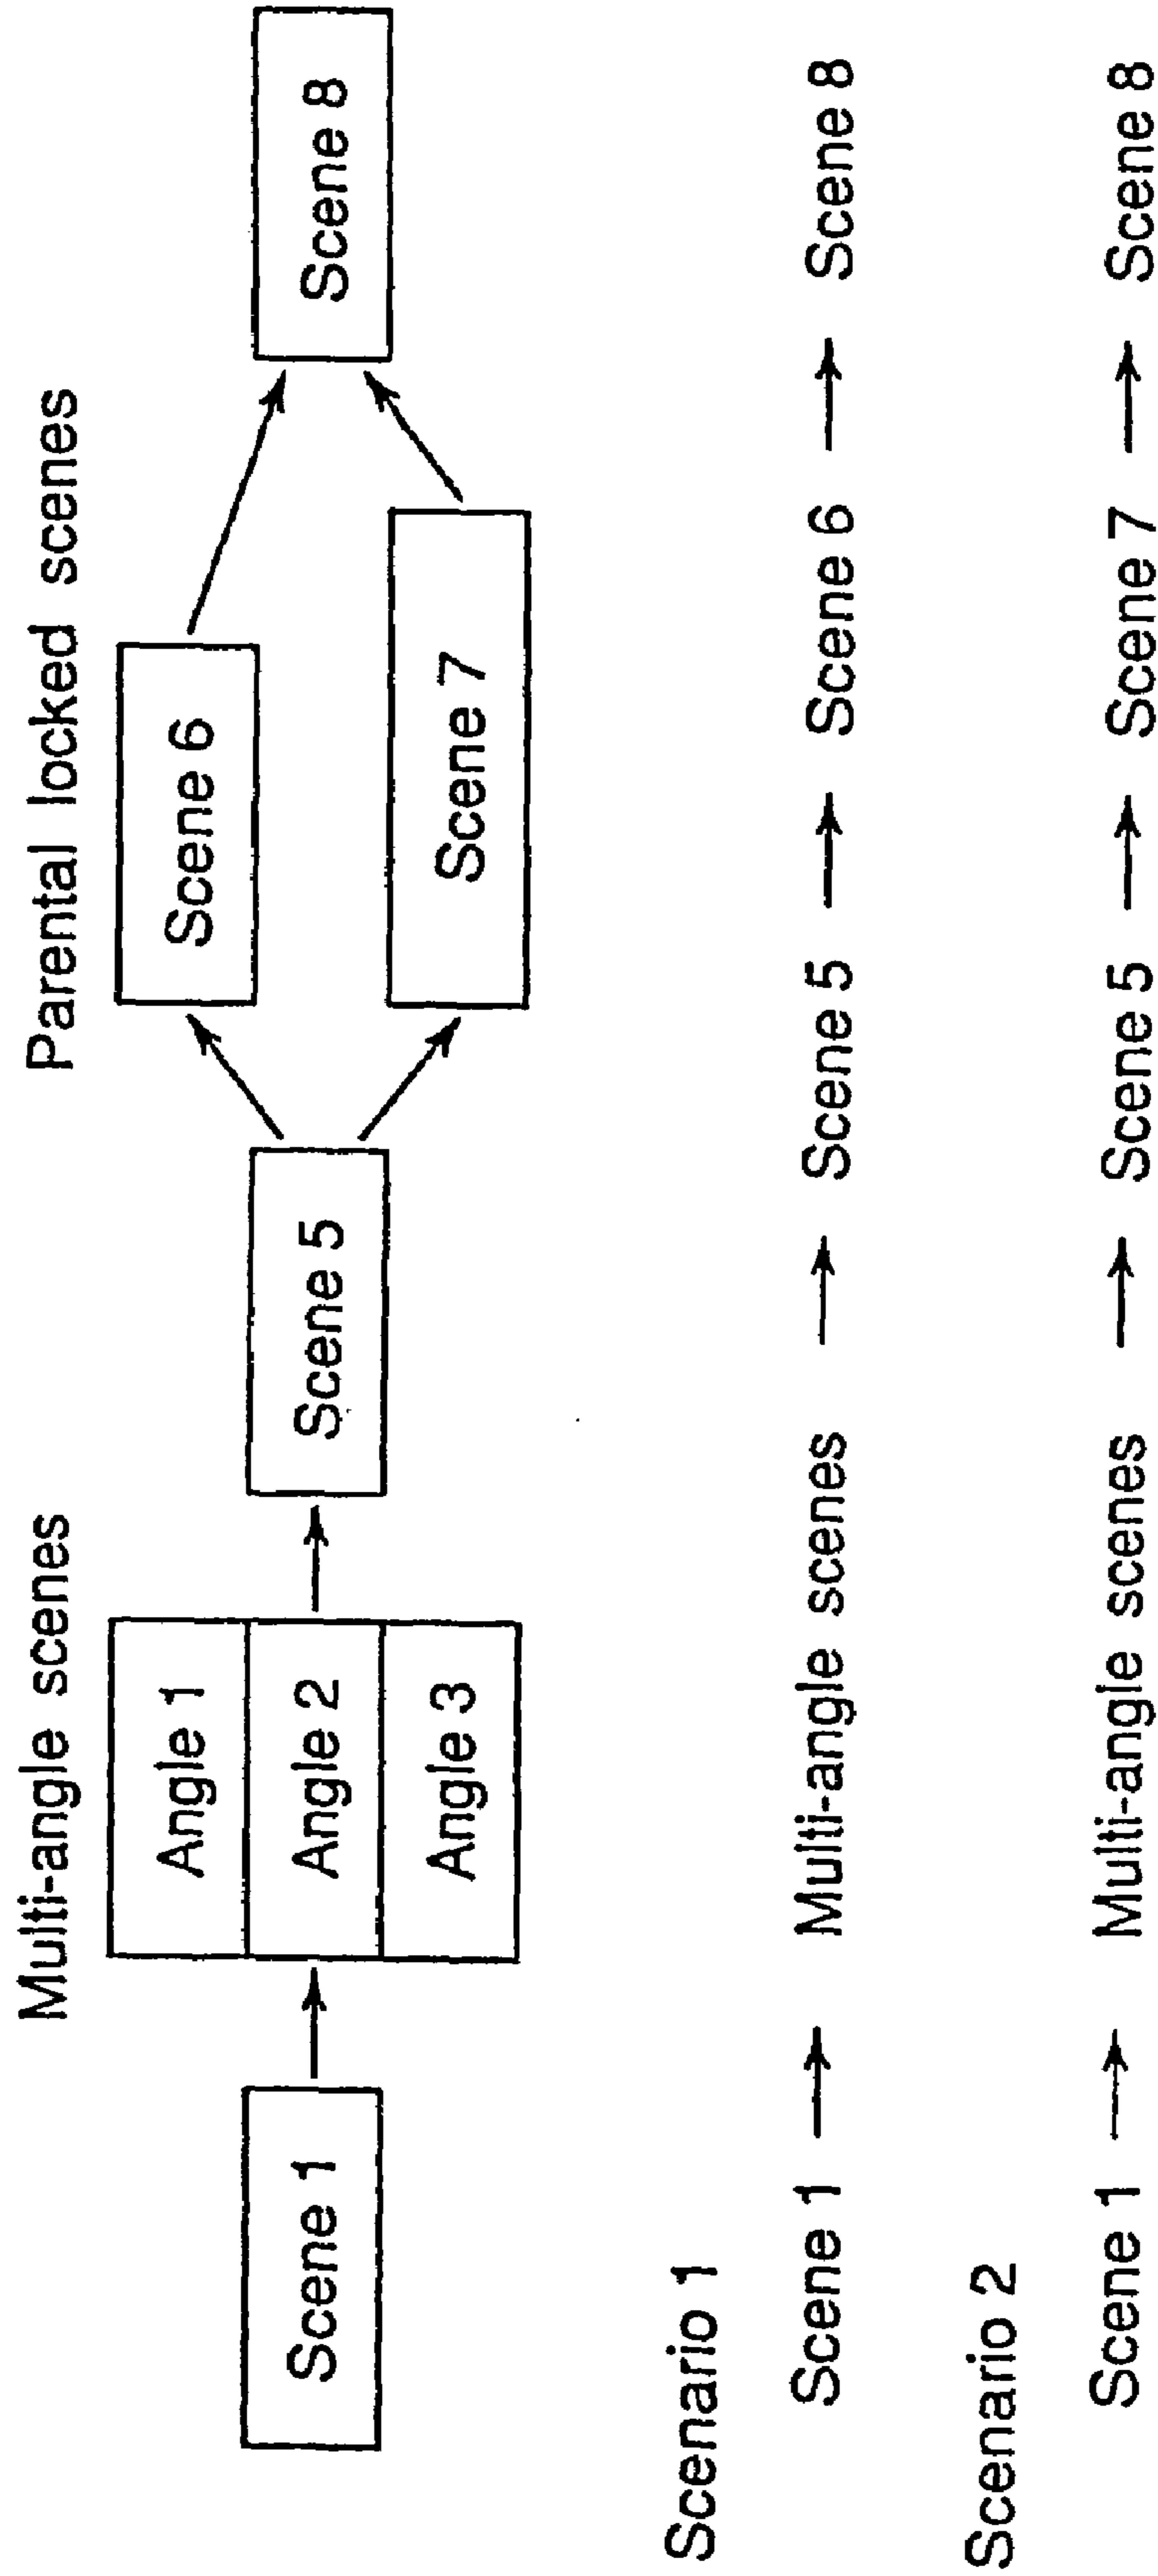 Multi-angle scenes
Parental locked scenes
Scene 1
Angle 1
Angle 2
Angle 3
Scene 5
Scene 6
Scene 7
Scene 8
Scenario 1
Scene 1 → Multi-angle scenes → Scene 5 → Scene 6 → Scene 8
Scenario 2
Scene 1 → Multi-angle scenes → Scene 5 → Scene 7 → Scene 8